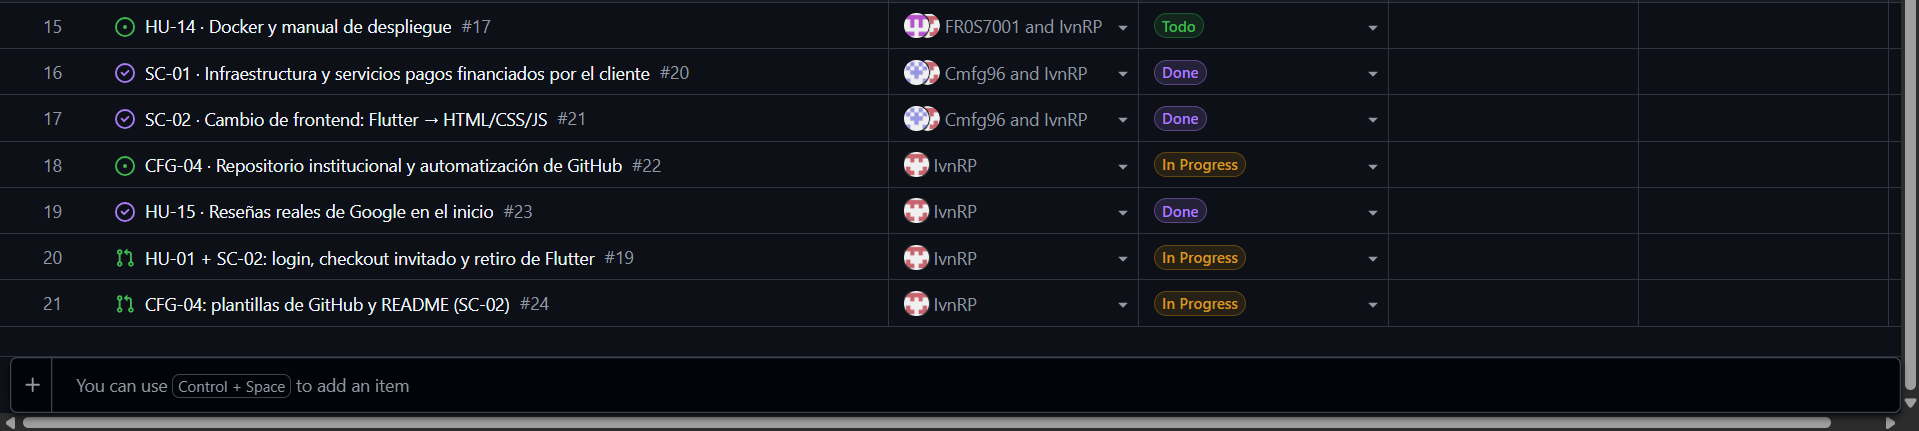 15 HU-14 · Docker y manual de despliegue #17 FR0S7001 and IvnRP Todo
16 SC-01 · Infraestructura y servicios pagos financiados por el cliente #20 Cmfg96 and IvnRP Done
17 SC-02 · Cambio de frontend: Flutter → HTML/CSS/JS #21 Cmfg96 and IvnRP Done
18 CFG-04 · Repositorio institucional y automatización de GitHub #22 IvnRP In Progress
19 HU-15 · Reseñas reales de Google en el inicio #23 IvnRP Done
20 HU-01 + SC-02: login, checkout invitado y retiro de Flutter #19 IvnRP In Progress
21 CFG-04: plantillas de GitHub y README (SC-02) #24 IvnRP In Progress
You can use Control + Space to add an item